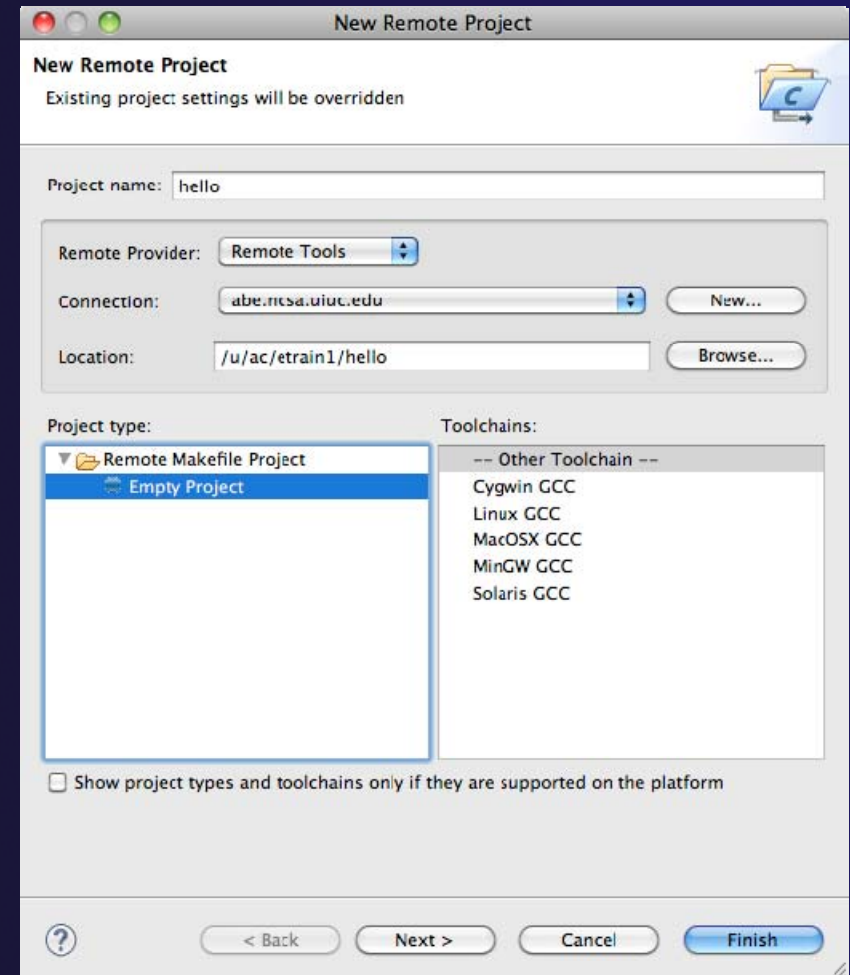 New Remote Project
New Remote Project
Existing project settings will be overridden
C
Project name: hello
Remote Provider: Remote Tools
Connection: abe.ncsa.uiuc.edu New...
Location: /u/ac/etrain1/hello Browse...
Project type: Toolchains:
Remote Makefile Project -- Other Toolchain --
Empty Project Cygwin GCC
Linux GCC
MacOSX GCC
MinGW GCC
Solaris GCC
Show project types and toolchains only if they are supported on the platform
? < Back Next > Cancel Finish